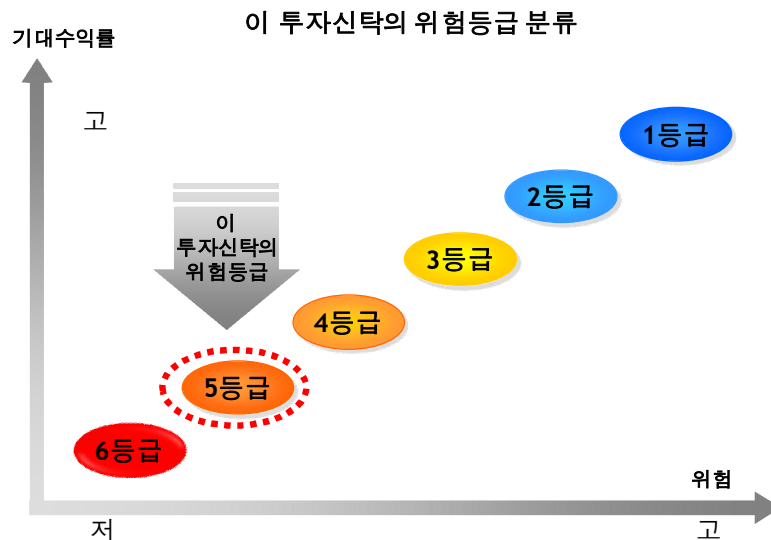 이 투자신탁의 위험등급 분류
기대수익률
고
1등급
2등급
이
투자신탁의
위험등급
3등급
4등급
5등급
6등급
위험
저
고